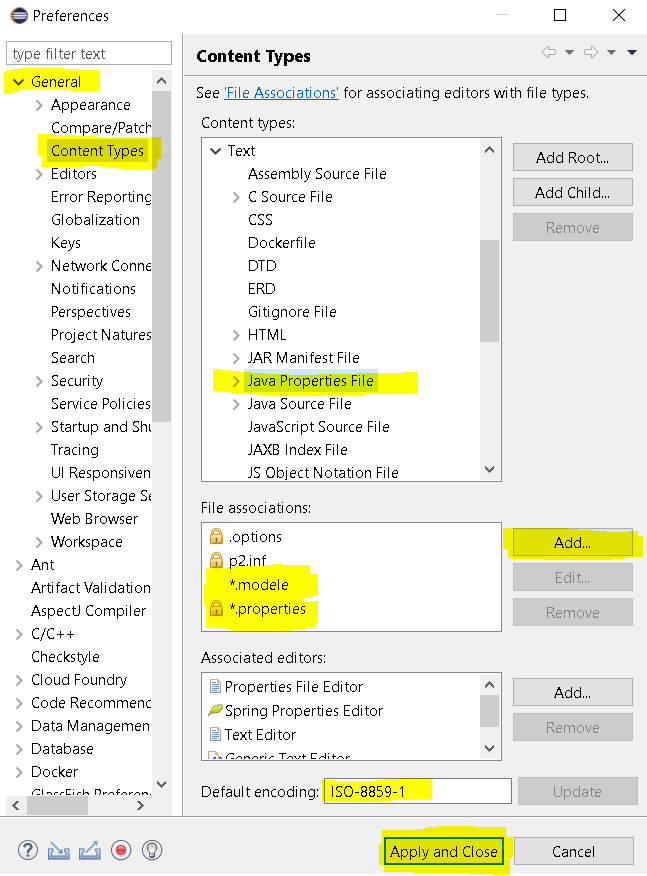 Preferences
type filter text
General
Appearance
Compare/Patch
Content Types
Editors
Error Reporting
Globalization
Keys
Network Conne
Notifications
Perspectives
Project Natures
Search
Security
Service Policies
Startup and Shu
Tracing
UI Responsiven
User Storage Se
Web Browser
Workspace
Ant
Artifact Validation
AspectJ Compiler
C/C++
Checkstyle
Cloud Foundry
Code Recommenc
Data Managemen
Database
Docker
GlassFish Preferenc
Content Types
See 'File Associations' for associating editors with file types.
Content types:
Text
Assembly Source File
C Source File
CSS
Dockerfile
DTD
ERD
Gitignore File
HTML
JAR Manifest File
Java Properties File
Java Source File
JavaScript Source File
JAXB Index File
JS Object Notation File
Add Root...
Add Child...
Remove
File associations:
.options
p2.inf
*.modele
*.properties
Add...
Edit...
Remove
Associated editors:
Properties File Editor
Spring Properties Editor
Text Editor
Generic Text Editor
Add...
Remove
Default encoding: ISO-8859-1 Update
Apply and Close Cancel